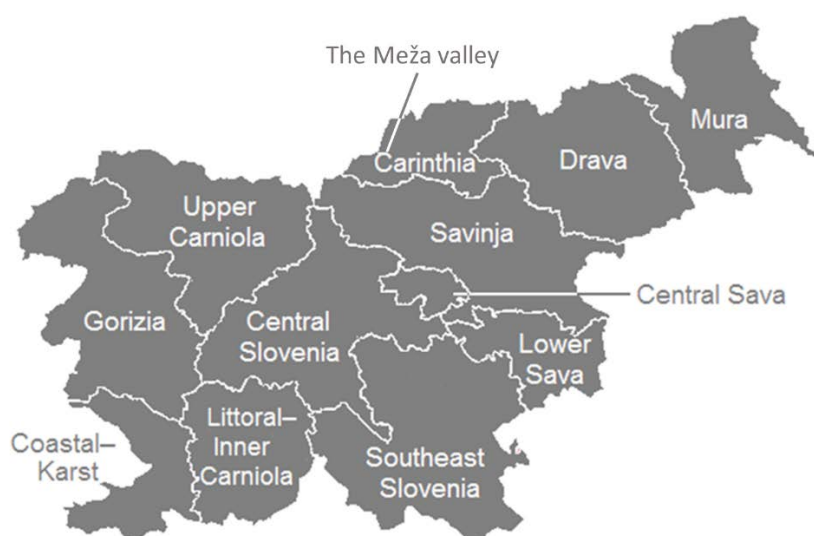 The Meža valley
Mura
Carinthia
Drava
Upper
Carniola
Savinja
Central Sava
Gorizia
Central
Slovenia
Lower
Sava
Littoral–
Inner
Carniola
Coastal–
Karst
Southeast
Slovenia